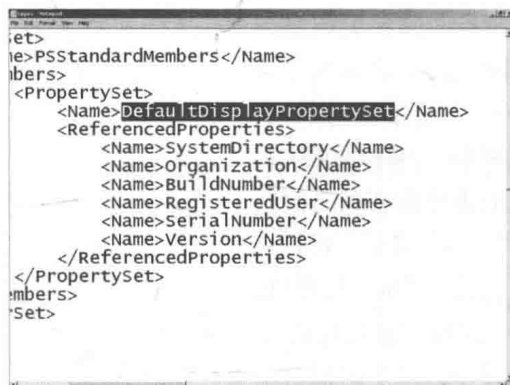 et>
e>PSStandardMembers</Name>
bers>
<PropertySet>
<Name>DefaultDisplayPropertySet</Name>
<ReferencedProperties>
<Name>SystemDirectory</Name>
<Name>Organization</Name>
<Name>BuildNumber</Name>
<Name>RegisteredUser</Name>
<Name>SerialNumber</Name>
<Name>Version</Name>
</ReferencedProperties>
</PropertySet>
embers>
Set>